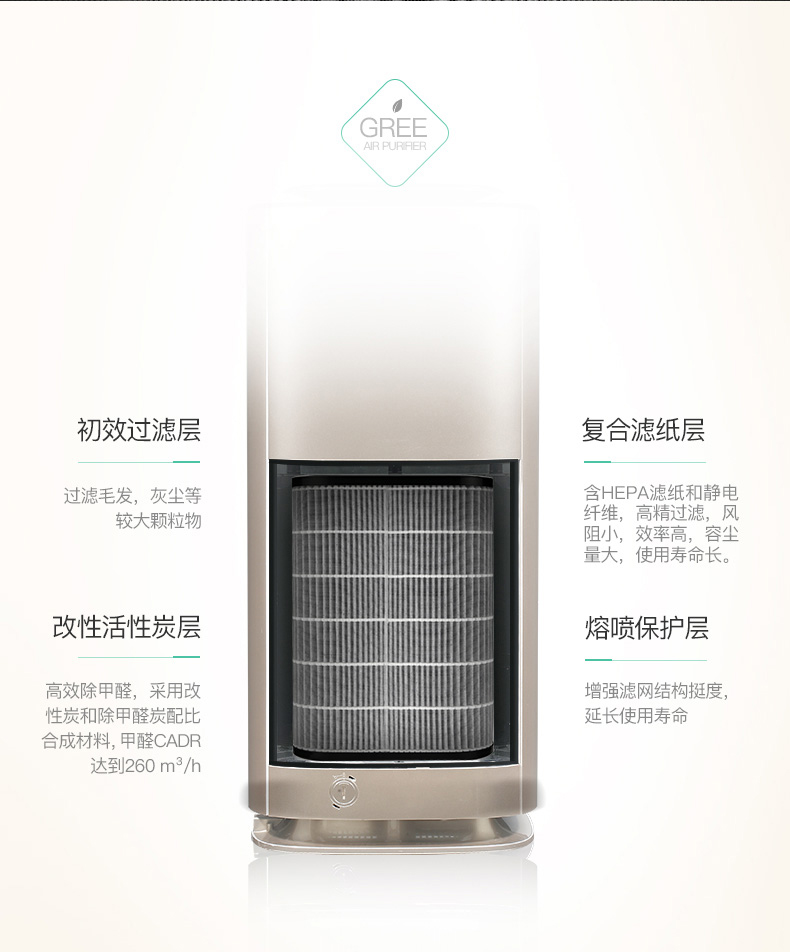 GREE
AIR PURIFIER
初效过滤层
过滤毛发，灰尘等
较大颗粒物
复合滤纸层
含HEPA滤纸和静电
纤维，高精过滤，风
阻小，效率高，容尘
量大，使用寿命长。
改性活性炭层
高效除甲醛，采用改
性炭和除甲醛炭配比
合成材料, 甲醛CADR
达到260 m³/h
熔喷保护层
增强滤网结构挺度，
延长使用寿命